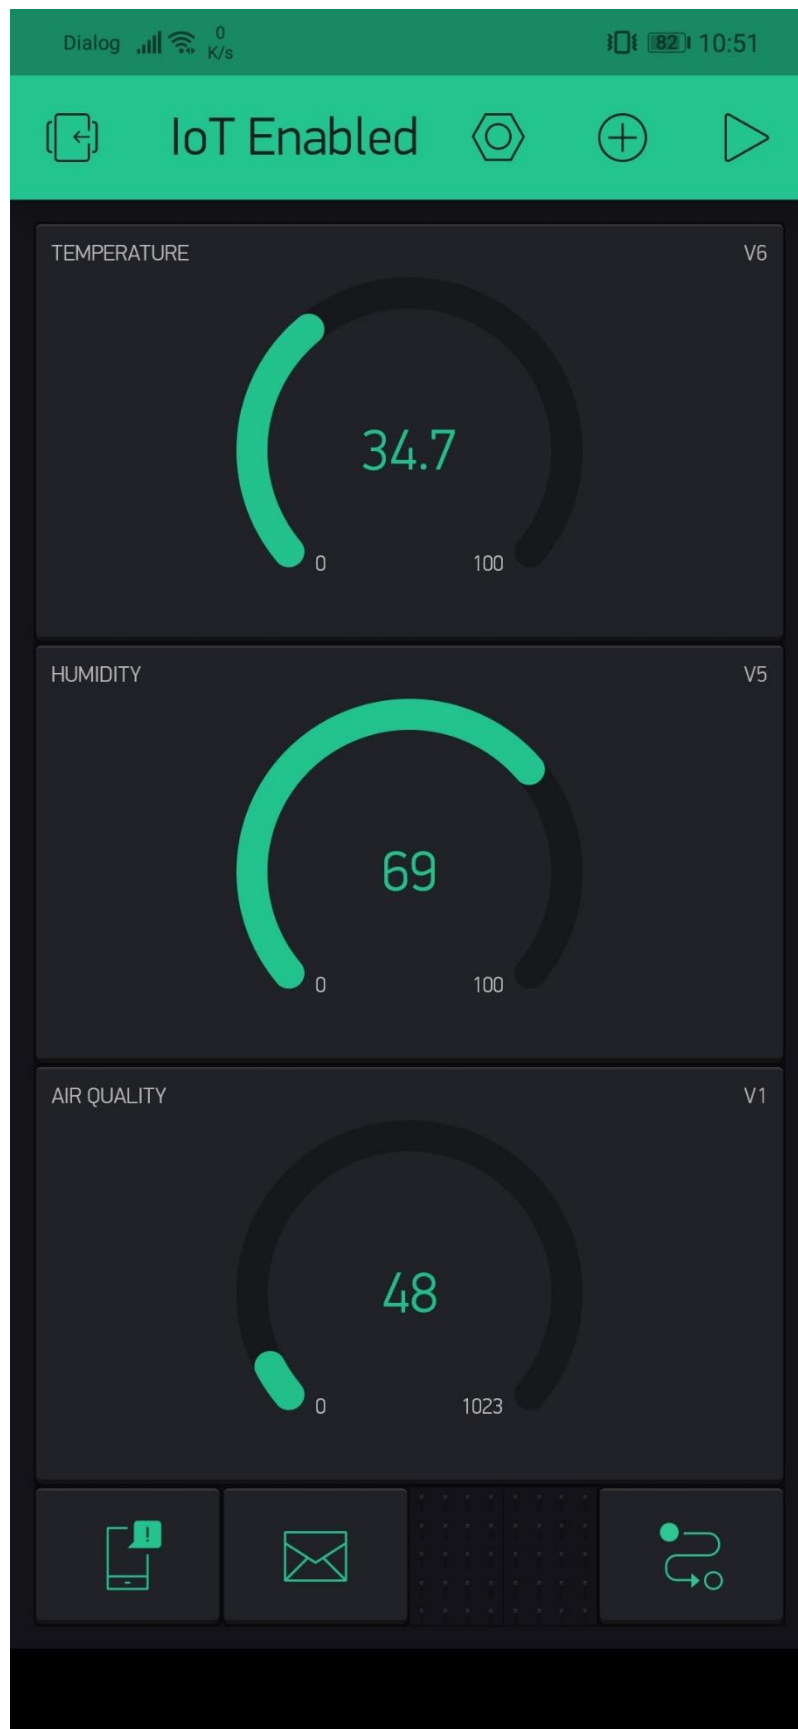 Dialog 0 K/s 82 10:51
IoT Enabled
TEMPERATURE V6
34.7
0 100
HUMIDITY V5
69
0 100
AIR QUALITY V1
48
0 1023
!